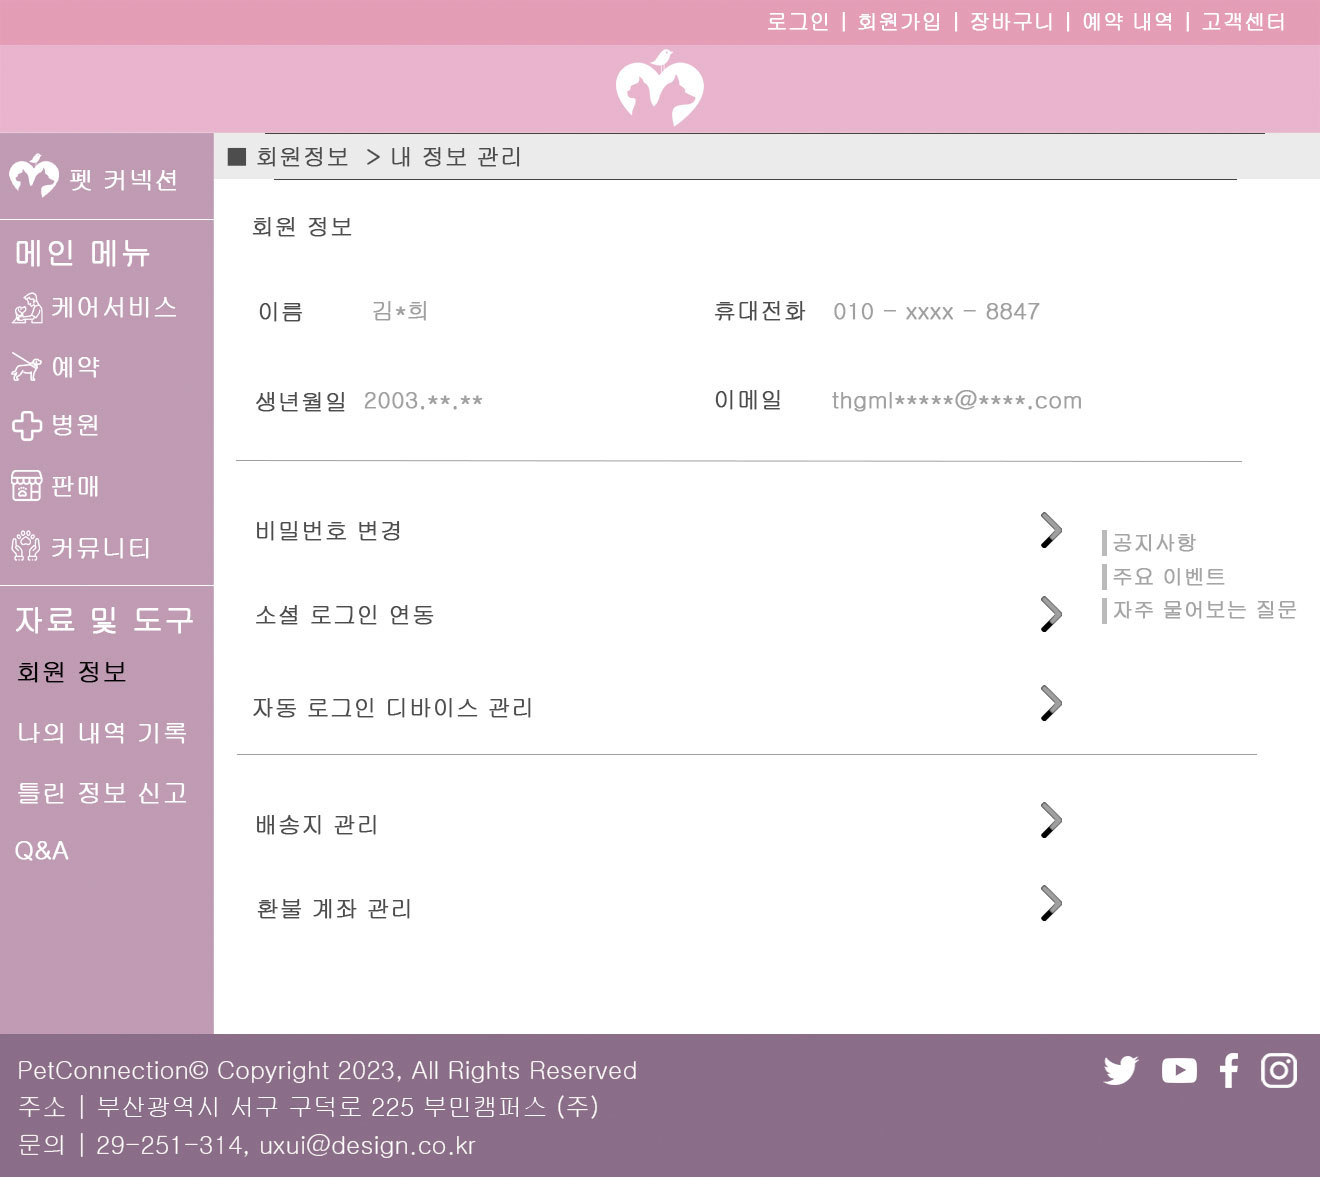 로그인 | 회원가입 | 장바구니 | 예약 내역 | 고객센터
펫 커넥션
■ 회원정보 > 내 정보 관리
메인 메뉴
케어서비스
예약
병원
판매
커뮤니티
자료 및 도구
회원 정보
나의 내역 기록
틀린 정보 신고
Q&A
회원 정보
이름 김*희 휴대전화 010 - xxxx - 8847
생년월일 2003.**.** 이메일 thgml*****@****.com
비밀번호 변경
소셜 로그인 연동
자동 로그인 디바이스 관리
배송지 관리
환불 계좌 관리
공지사항
주요 이벤트
자주 물어보는 질문
PetConnection© Copyright 2023, All Rights Reserved
주소 | 부산광역시 서구 구덕로 225 부민캠퍼스 (주)
문의 | 29-251-314, uxui@design.co.kr